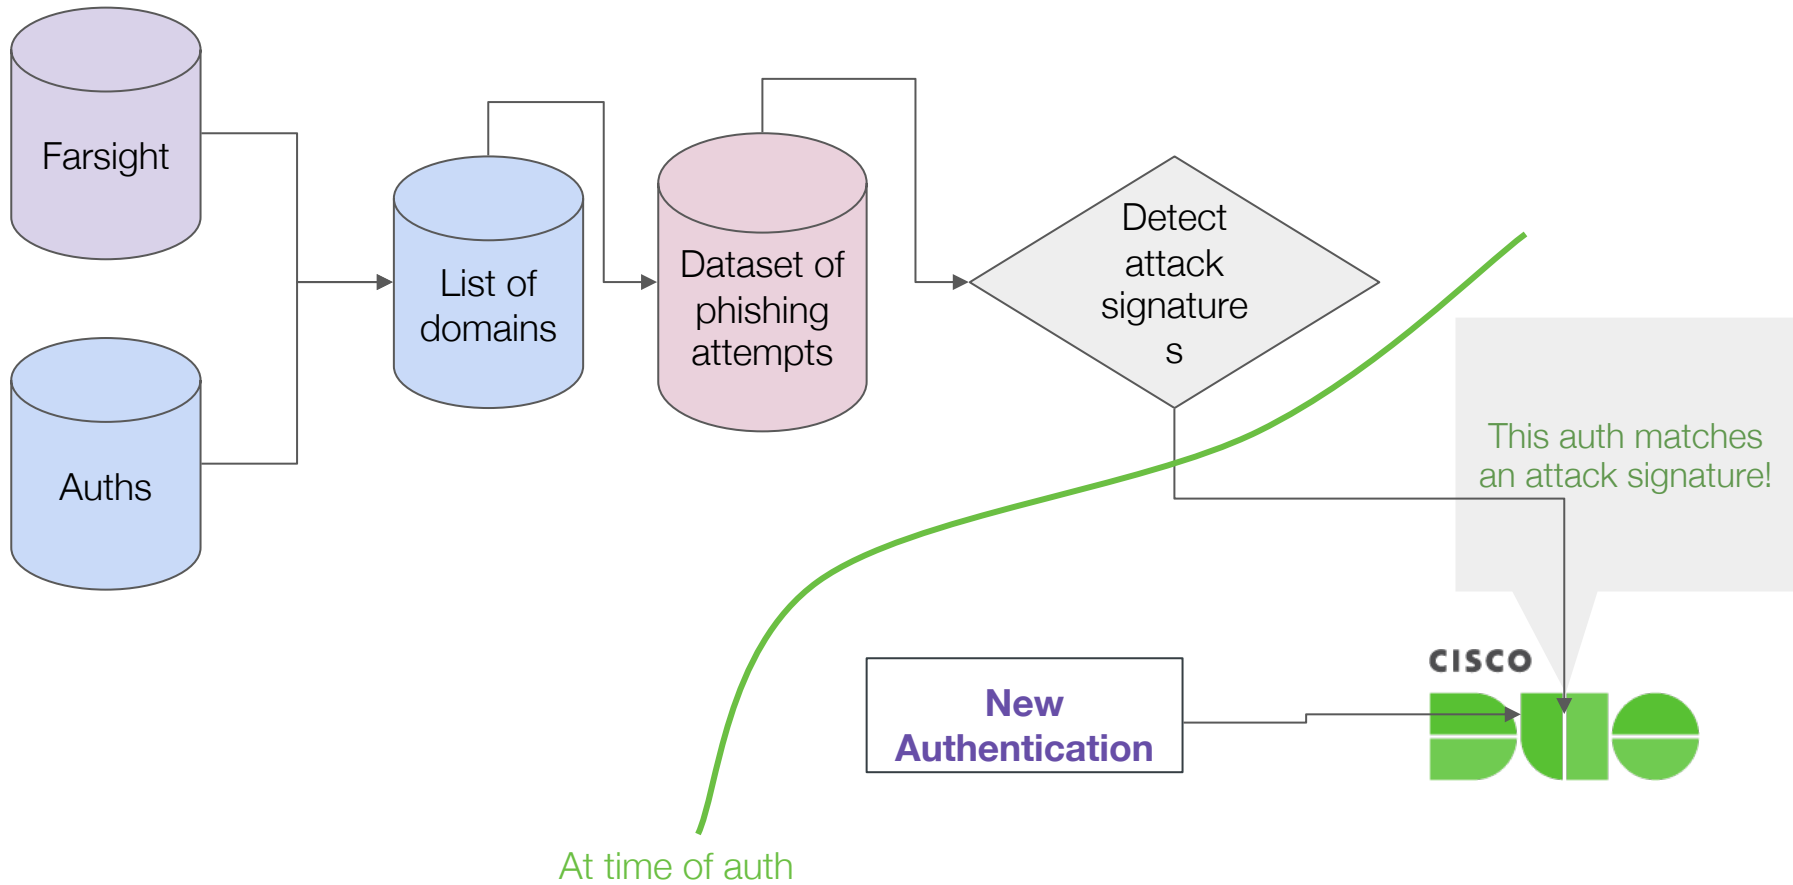 Farsight
Auths
List of
domains
Dataset of
phishing
attempts
Detect
attack
signature
s
This auth matches
an attack signature!
New
Authentication
CISCO
DUO
At time of auth